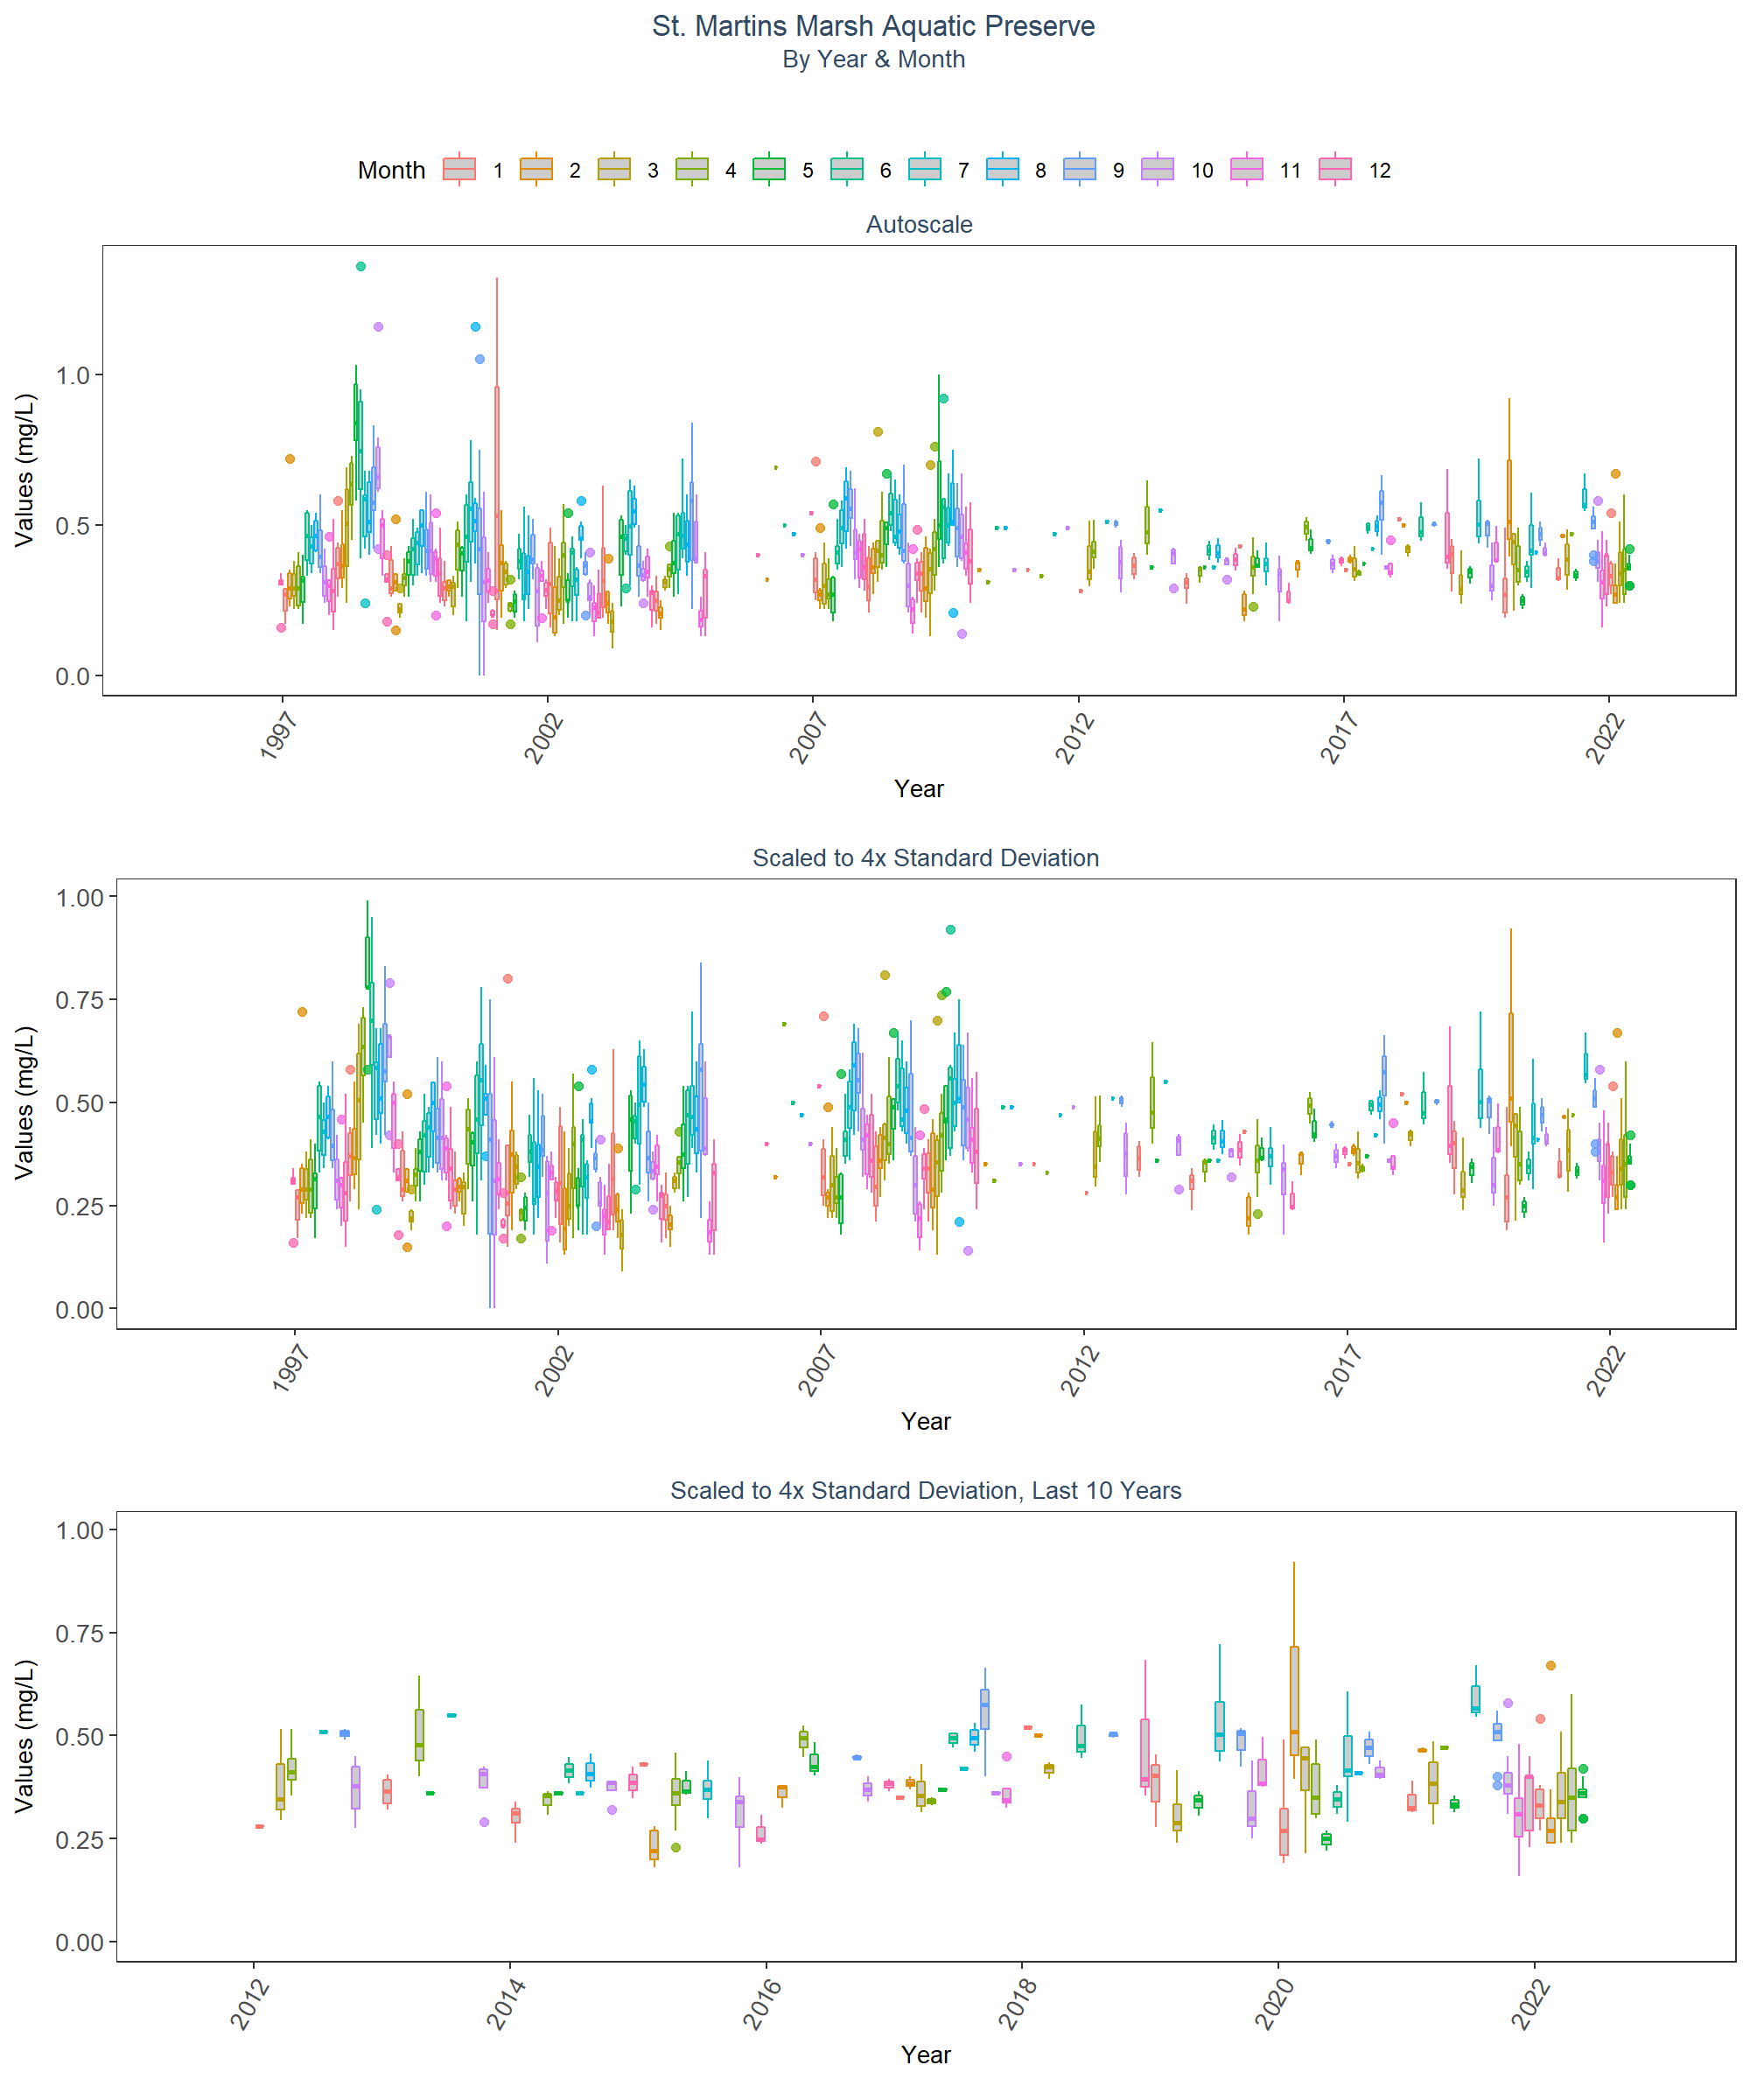 St. Martins Marsh Aquatic Preserve
By Year & Month
Month 1 2 3 4 5 6 7 8 9 10 11 12
Autoscale
Values (mg/L)
1.0
0.5
0.0
1997 2002 2007 2012 2017 2022
Year
Scaled to 4x Standard Deviation
Values (mg/L)
1.00
0.75
0.50
0.25
0.00
1997 2002 2007 2012 2017 2022
Year
Scaled to 4x Standard Deviation, Last 10 Years
Values (mg/L)
1.00
0.75
0.50
0.25
0.00
2012 2014 2016 2018 2020 2022
Year